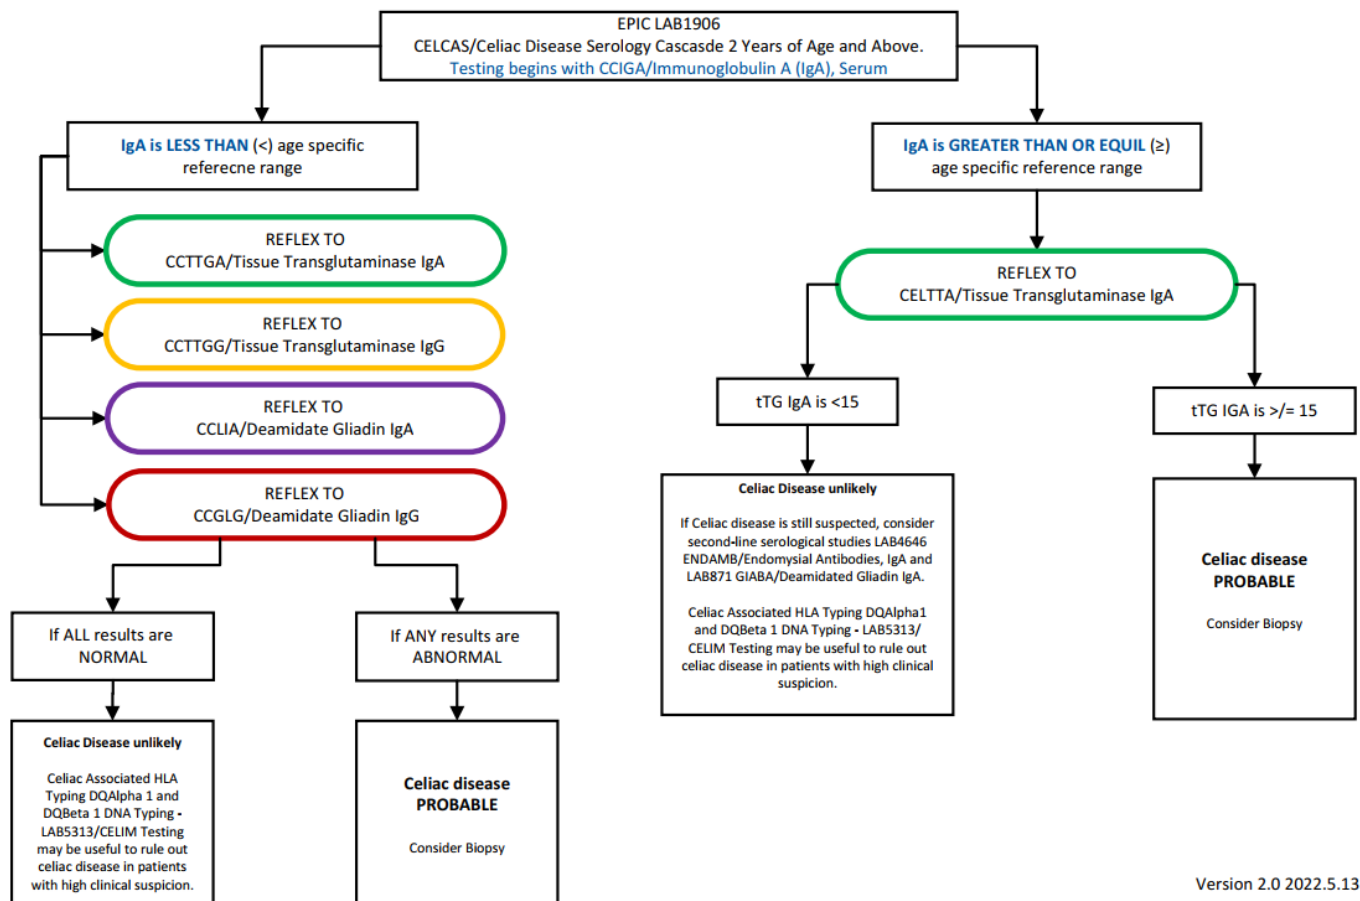 EPIC LAB1906
CELCAS/Celiac Disease Serology Cascasde 2 Years of Age and Above.
Testing begins with CCIGA/Immunoglobulin A (IgA), Serum
IgA is LESS THAN (<) age specific
referecne range
IgA is GREATER THAN OR EQUIL (≥)
age specific reference range
REFLEX TO
CCTTGA/Tissue Transglutaminase IgA
REFLEX TO
CCTTGG/Tissue Transglutaminase IgG
REFLEX TO
CCLIA/Deamidate Gliadin IgA
REFLEX TO
CCGLG/Deamidate Gliadin IgG
If ALL results are
NORMAL
If ANY results are
ABNORMAL
Celiac Disease unlikely
Celiac Associated HLA
Typing DQAlpha 1 and
DQBeta 1 DNA Typing -
LAB5313/CELIM Testing
may be useful to rule out
celiac disease in patients
with high clinical suspicion.
Celiac disease
PROBABLE
Consider Biopsy
REFLEX TO
CELTTA/Tissue Transglutaminase IgA
tTG IgA is <15
tTG IGA is >/= 15
Celiac Disease unlikely
If Celiac disease is still suspected, consider
second-line serological studies LAB4646
ENDAMB/Endomysial Antibodies, IgA and
LAB871 GIABA/Deamidated Gliadin IgA.
Celiac Associated HLA Typing DQAlpha1
and DQBeta 1 DNA Typing - LAB5313/
CELIM Testing may be useful to rule out
celiac disease in patients with high clinical
suspicion.
Celiac disease
PROBABLE
Consider Biopsy
Version 2.0 2022.5.13